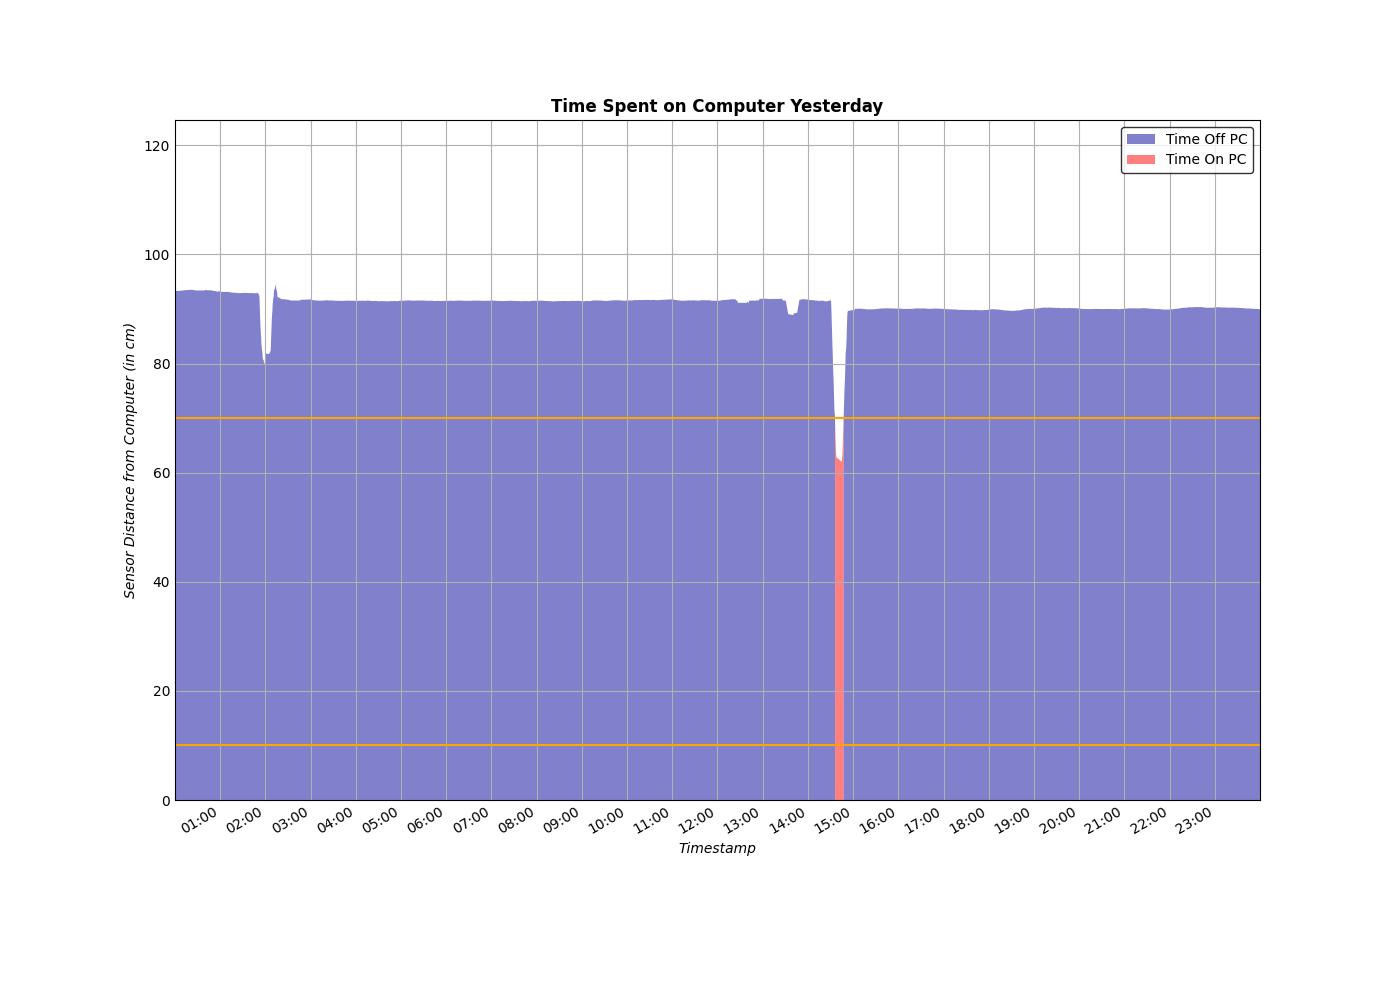 Time Spent on Computer Yesterday
Time Off PC
Time On PC
Sensor Distance from Computer (in cm)
120
100
80
60
40
20
0
01:00 02:00 03:00 04:00 05:00 06:00 07:00 08:00 09:00 10:00 11:00 12:00 13:00 14:00 15:00 16:00 17:00 18:00 19:00 20:00 21:00 22:00 23:00
Timestamp